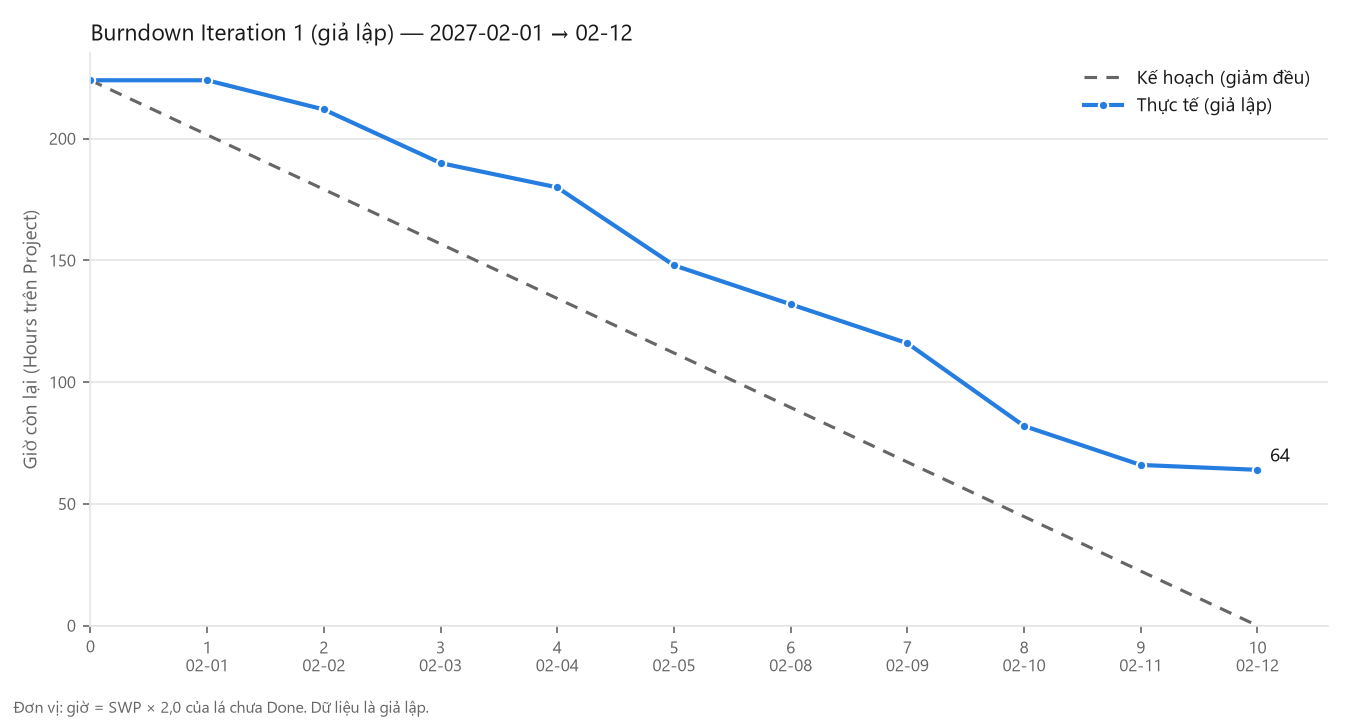 Burndown Iteration 1 (giả lập) — 2027-02-01 → 02-12
Kế hoạch (giảm đều)
Thực tế (giả lập)
Giờ còn lại (Hours trên Project)
200
150
100
50
0
64
0 1 2 3 4 5 6 7 8 9 10
02-01 02-02 02-03 02-04 02-05 02-08 02-09 02-10 02-11 02-12
Đơn vị: giờ = SWP × 2,0 của lá chưa Done. Dữ liệu là giả lập.